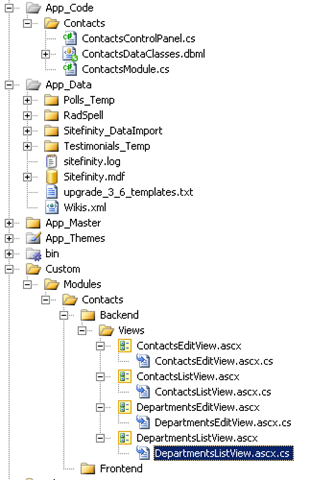 App_Code
Contacts
ContactsControlPanel.cs
ContactsDataClasses.dbml
ContactsModule.cs
App_Data
Polls_Temp
RadSpell
Sitefinity_DataImport
Testimonials_Temp
sitefinity.log
Sitefinity.mdf
upgrade_3_6_templates.txt
Wikis.xml
App_Master
App_Themes
bin
Custom
Modules
Contacts
Backend
Views
ContactsEditView.ascx
ContactsEditView.ascx.cs
ContactsListView.ascx
ContactsListView.ascx.cs
DepartmentsEditView.ascx
DepartmentsEditView.ascx.cs
DepartmentsListView.ascx
DepartmentsListView.ascx.cs
Frontend